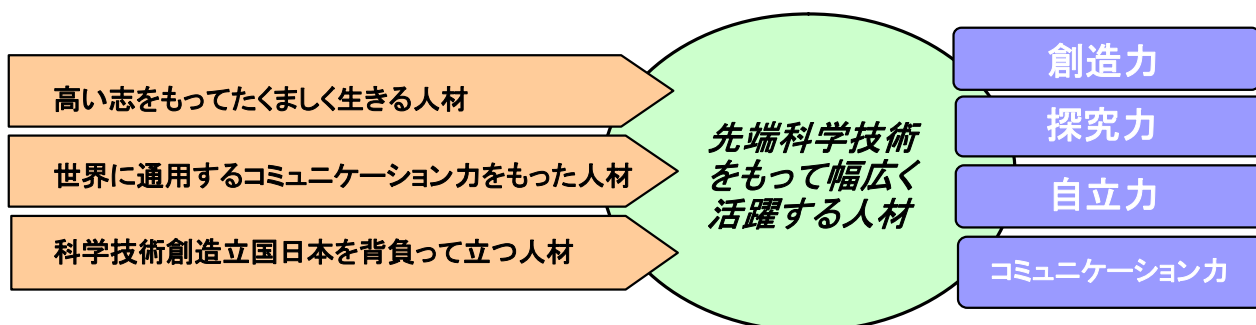 高い志をもってたくましく生きる人材
世界に通用するコミュニケーション力をもった人材
科学技術創造立国日本を背負って立つ人材
先端科学技術
をもって幅広く
活躍する人材
創造力
探究力
自立力
コミュニケーション力